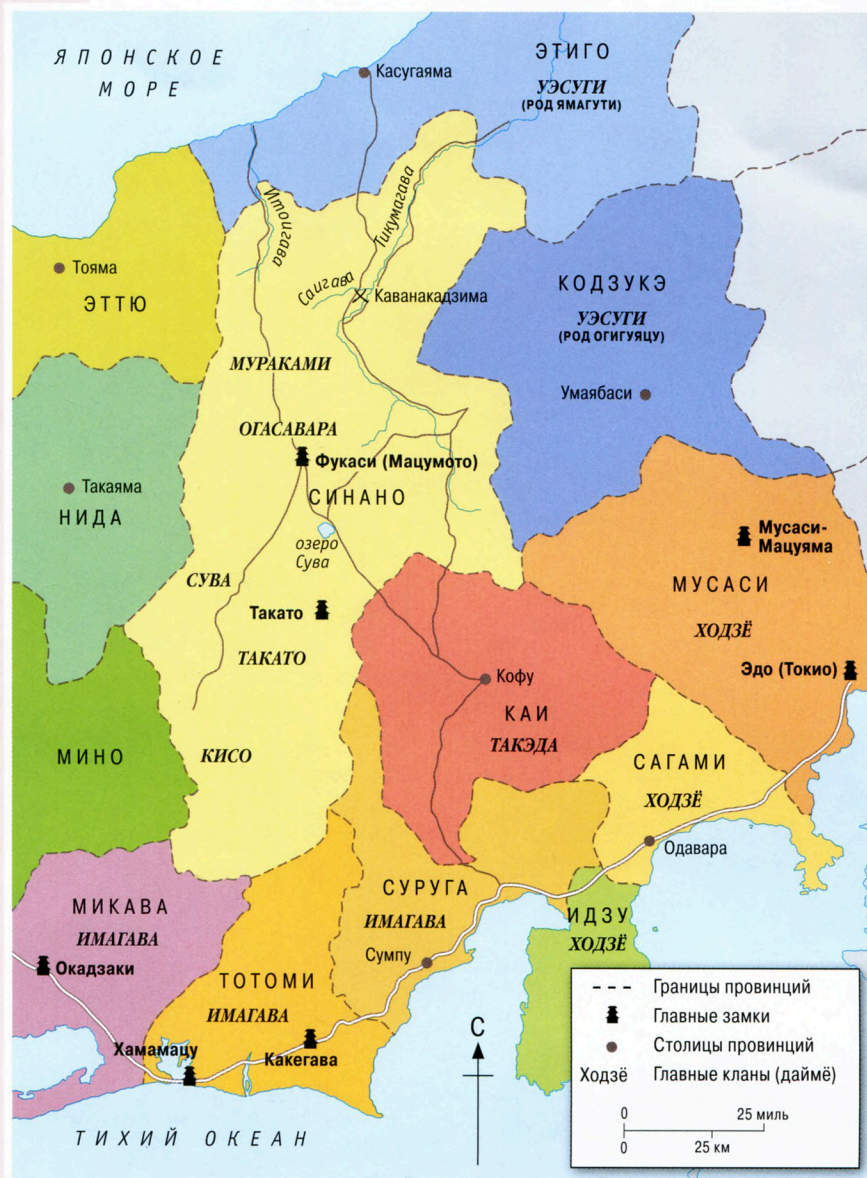 ЯПОНСКОЕ
МОРЕ
Касугаяма
ЭТИГО
УЭСУГИ
(РОД ЯМАГУТИ)
Итоигава
Тикумагава
Саигава
Каванакадзима
Тояма
ЭТТЮ
КОДЗУКЭ
УЭСУГИ
(РОД ОГИГУЯЦУ)
Умаябаси
МУРАКАМИ
ОГАСАВАРА
Фукаси (Мацумото)
СИНАНО
Такаяма
НИДА
озеро
Сува
Мусаси-
Мацуяма
МУСАСИ
ХОДЗЁ
Эдо (Токио)
СУВА
Такато
ТАКАТО
Кофу
КАИ
ТАКЭДА
МИНО
КИСО
САГАМИ
ХОДЗЁ
Одавара
МИКАВА
ИМАГАВА
Окадзаки
СУРУГА
ИМАГАВА
Сумпу
ИДЗУ
ХОДЗЁ
ТОТОМИ
ИМАГАВА
Хамамацу
Какегава
ТИХИЙ ОКЕАН
С
Границы провинций
Главные замки
Столицы провинций
Ходзё Главные кланы (даймё)
0 25 миль
0 25 км